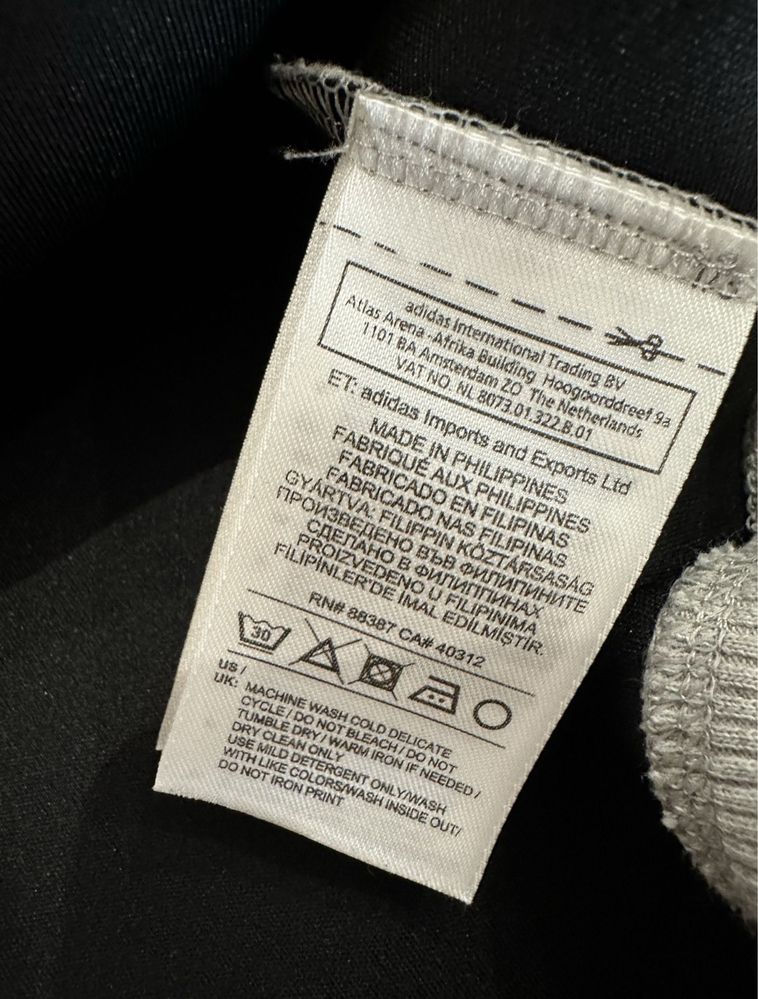 adidas International Trading BV
Atlas Arena -Afrika Building Hoogoorddreef 9a
1101 BA Amsterdam ZO The Netherlands
VAT NO. NL 8073.01.322.B.01
ET: adidas Imports and Exports Ltd
MADE IN PHILIPPINES
FABRIQUÉ AUX PHILIPPINES
FABRICADO EN FILIPINAS
FABRICADO NAS FILIPINAS
GYÁRTVA: FILIPPIN KÖZTÁRSASÁG
ПРОИЗВЕДЕНО ВЪВ ФИЛИПИНИТЕ
СДЕЛАНО В ФИЛИППИНАХ
PROIZVEDENO U FILIPINIMA
FILIPINLER'DE IMAL EDILMIŞTIR.
RN# 88387 CA# 40312
30
US /
UK: MACHINE WASH COLD DELICATE
CYCLE / DO NOT BLEACH / DO NOT
TUMBLE DRY / WARM IRON IF NEEDED /
DRY CLEAN ONLY
USE MILD DETERGENT ONLY/WASH
WITH LIKE COLORS/WASH INSIDE OUT/
DO NOT IRON PRINT